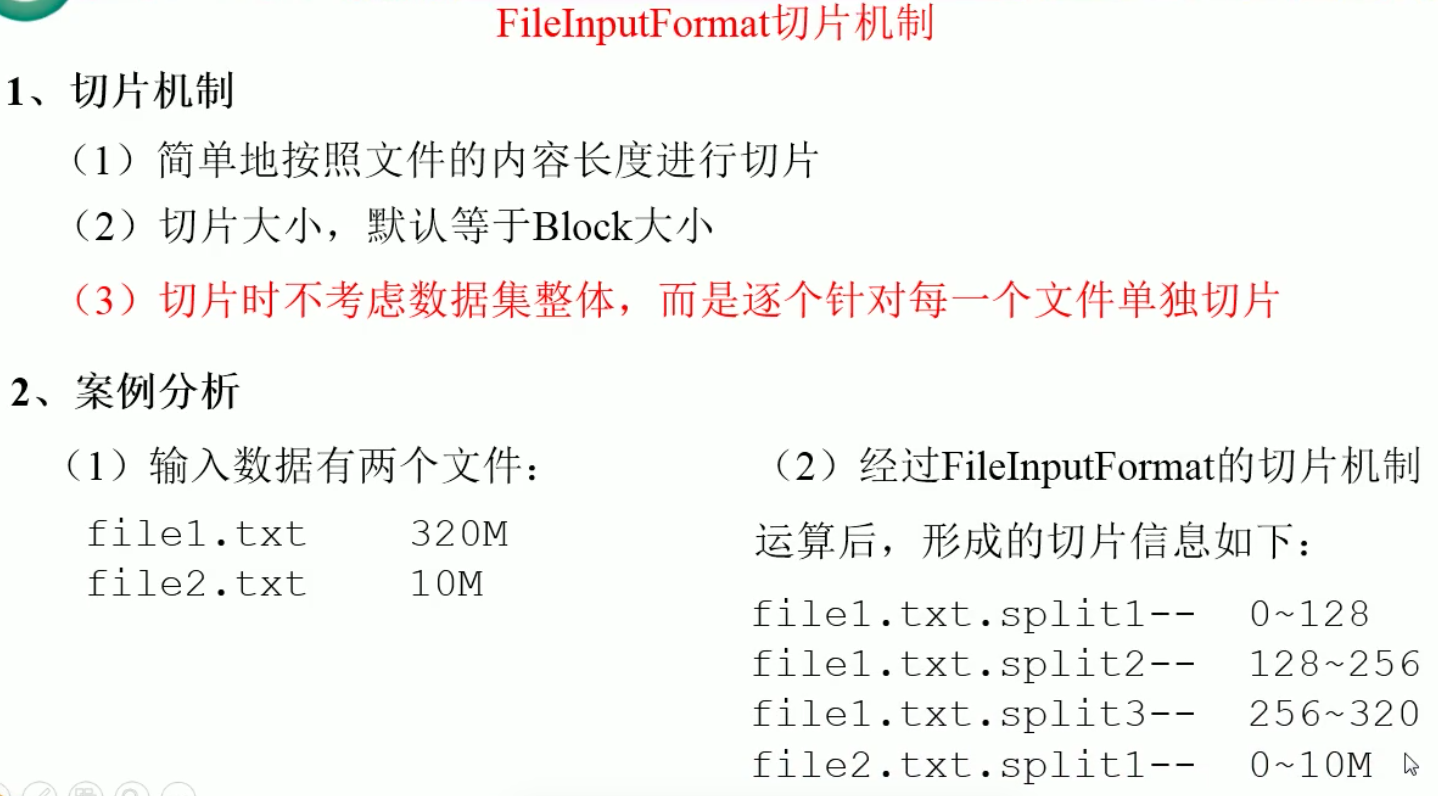 FileInputFormat切片机制
1、切片机制
（1）简单地按照文件的内容长度进行切片
（2）切片大小，默认等于Block大小
（3）切片时不考虑数据集整体，而是逐个针对每一个文件单独切片
2、案例分析
（1）输入数据有两个文件：
file1.txt 320M
file2.txt 10M
（2）经过FileInputFormat的切片机制
运算后，形成的切片信息如下：
file1.txt.split1-- 0~128
file1.txt.split2-- 128~256
file1.txt.split3-- 256~320
file2.txt.split1-- 0~10M